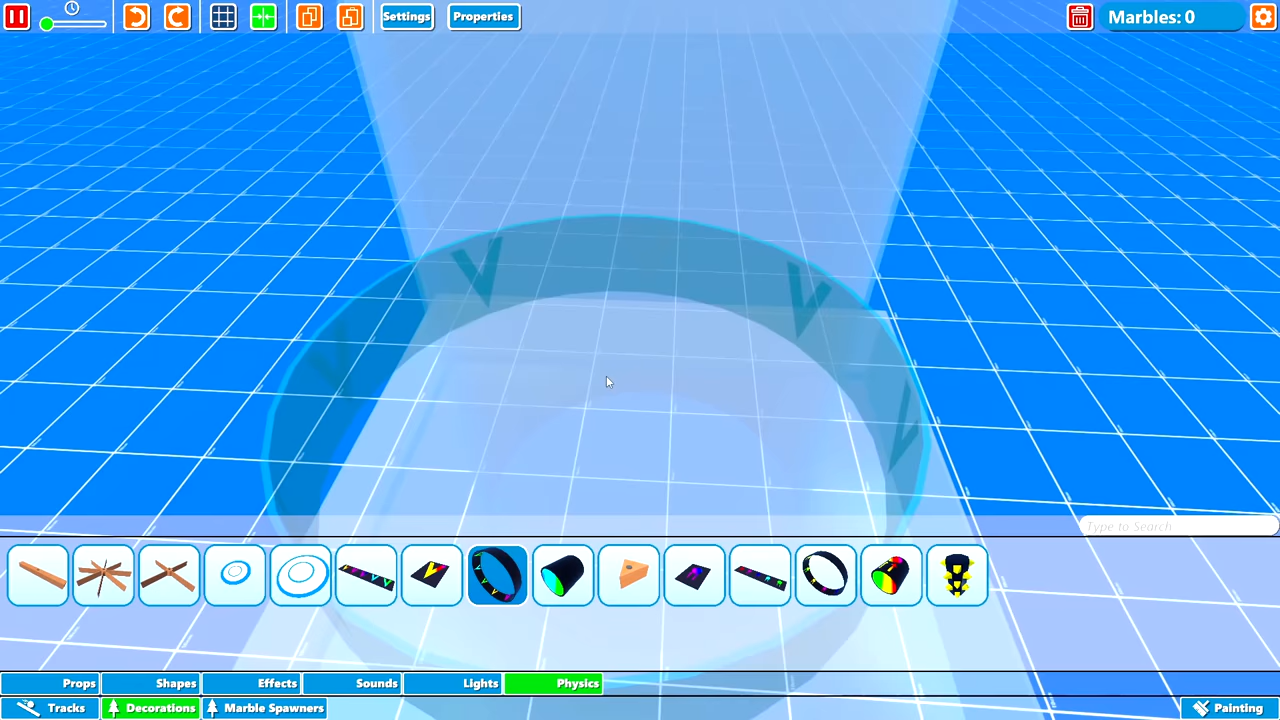 Settings
Properties
Marbles: 0
Type to Search
Props
Shapes
Effects
Sounds
Lights
Physics
Tracks
Decorations
Marble Spawners
Painting